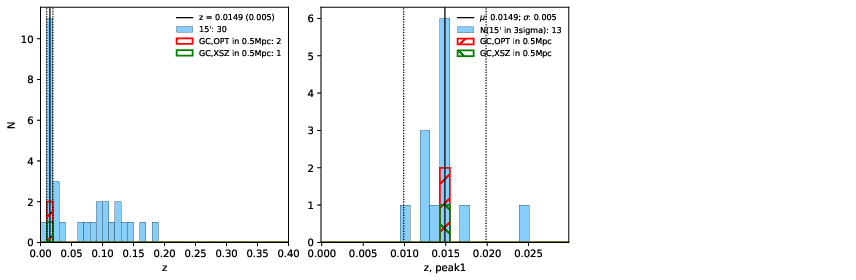 z = 0.0149 (0.005)
15': 30
GC,OPT in 0.5Mpc: 2
GC,XSZ in 0.5Mpc: 1
N
10
8
6
4
2
0
0.00 0.05 0.10 0.15 0.20 0.25 0.30 0.35 0.40
z
μ: 0.0149; σ: 0.005
N(15' in 3sigma): 13
GC,OPT in 0.5Mpc
GC,XSZ in 0.5Mpc
6
5
4
3
2
1
0
0.000 0.005 0.010 0.015 0.020 0.025
z, peak1